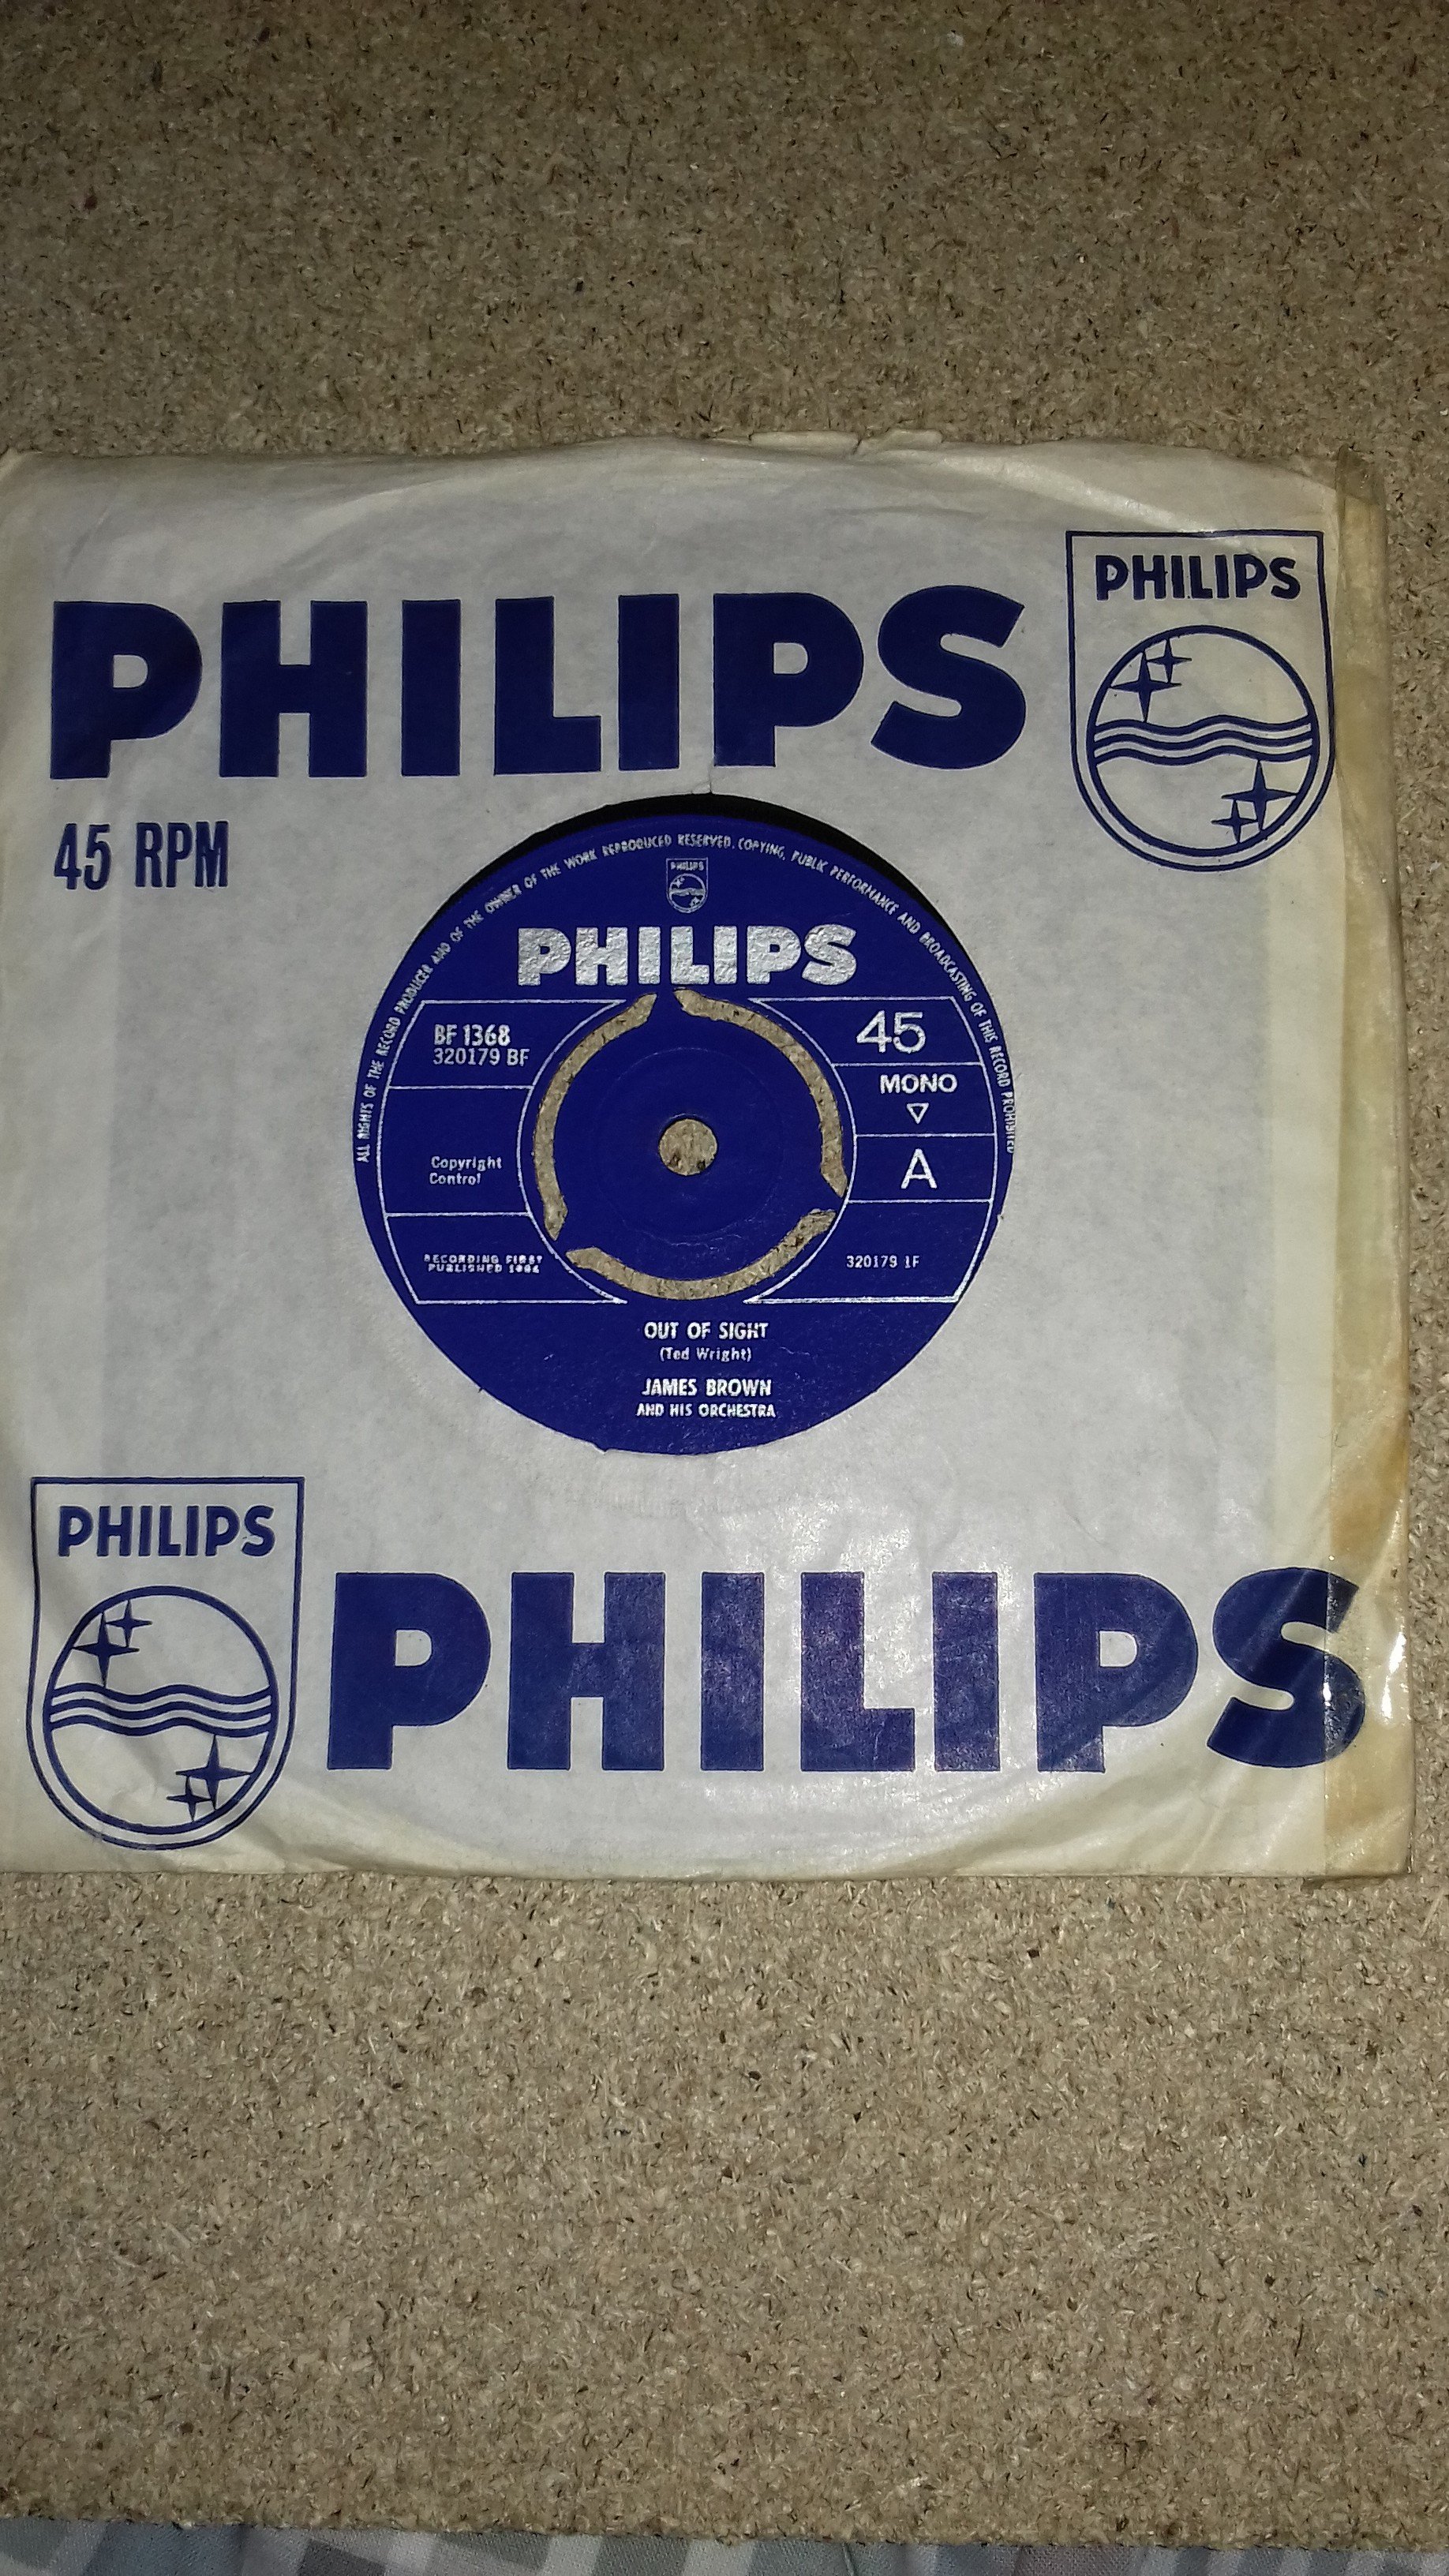 PHILIPS
PHILIPS
45 RPM
ALL RIGHTS OF THE RECORD PRODUCER AND OF THE OWNER OF THE WORK REPRODUCED RESERVED. COPYING, PUBLIC PERFORMANCE AND BROADCASTING OF THIS RECORD PROHIBITED
PHILIPS
PHILIPS
BF 1368
320179 BF
45
MONO
A
Copyright
Control
RECORDING FIRST
PUBLISHED 1964
320179 1F
OUT OF SIGHT
(Ted Wright)
JAMES BROWN
AND HIS ORCHESTRA
PHILIPS
PHILIPS